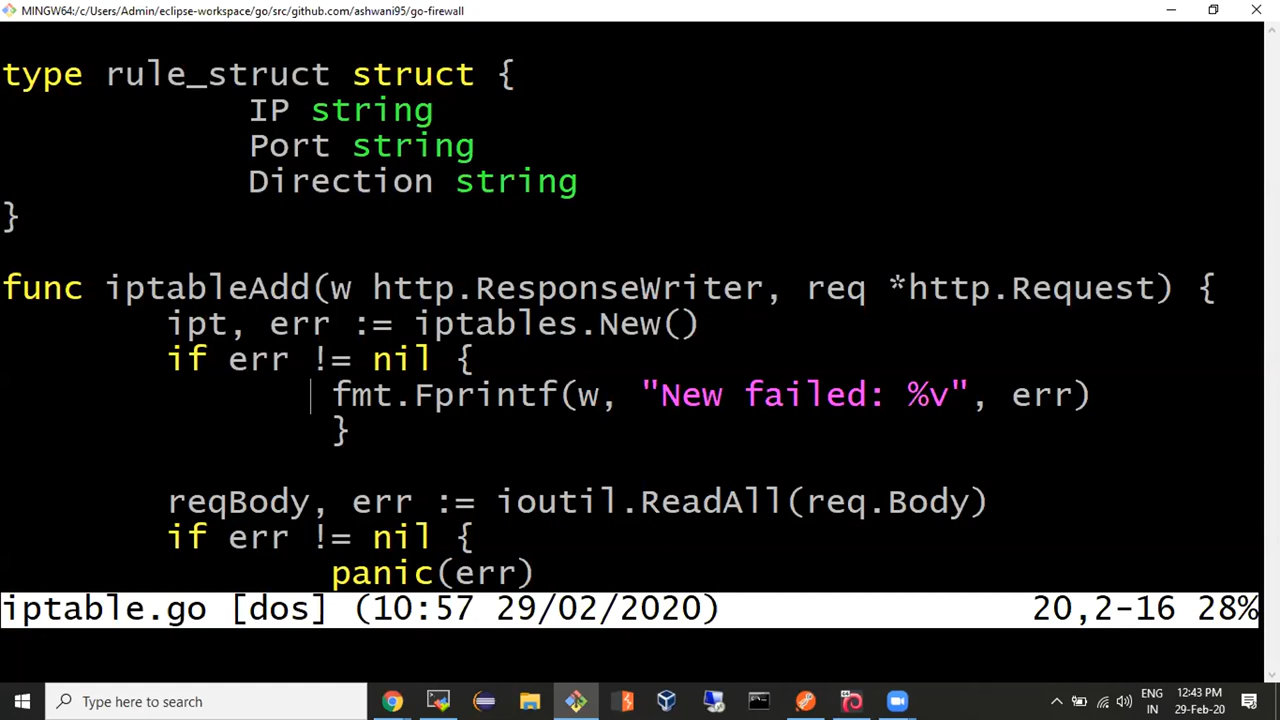 MINGW64:/c/Users/Admin/eclipse-workspace/go/src/github.com/ashwani95/go-firewall
type rule_struct struct {
IP string
Port string
Direction string
}
func iptableAdd(w http.ResponseWriter, req *http.Request) {
ipt, err := iptables.New()
if err != nil {
fmt.Fprintf(w, "New failed: %v", err)
}
reqBody, err := ioutil.ReadAll(req.Body)
if err != nil {
panic(err)
iptable.go [dos] (10:57 29/02/2020) 20,2-16 28%
Type here to search
ENG
IN
12:43 PM
29-Feb-20